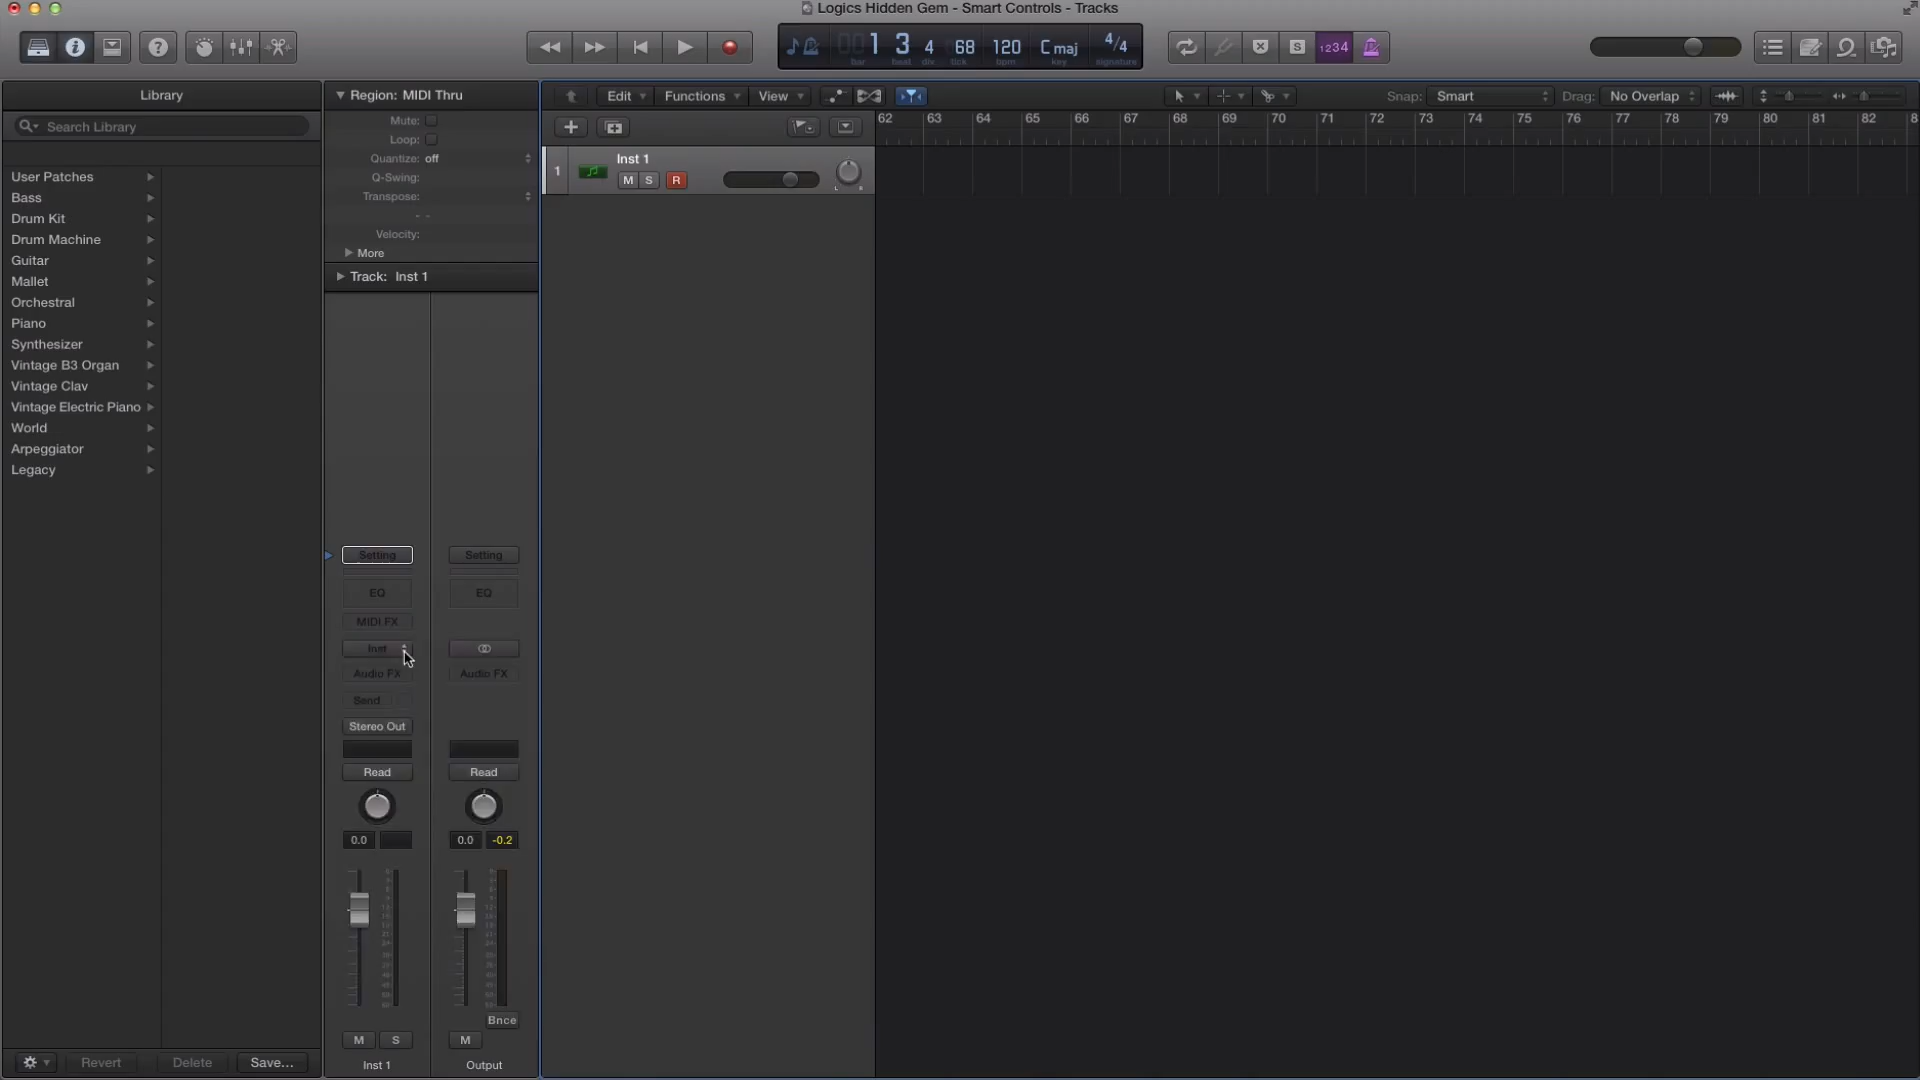 Logics Hidden Gem - Smart Controls - Tracks
1 3 4 68 120 C maj 4/4
bar beat div tick bpm key signature
S 1234
Library
Region: MIDI Thru
Edit Functions View
Snap: Smart
Drag: No Overlap
Search Library
Mute:
Loop:
Quantize: off
Q-Swing:
Transpose:
Velocity:
More
Track: Inst 1
62 63 64 65 66 67 68 69 70 71 72 73 74 75 76 77 78 79 80 81 82 8
1 Inst 1
M S R
L R
User Patches
Bass
Drum Kit
Drum Machine
Guitar
Mallet
Orchestral
Piano
Synthesizer
Vintage B3 Organ
Vintage Clav
Vintage Electric Piano
World
Arpeggiator
Legacy
Setting Setting
EQ EQ
MIDI FX
Inst
Audio FX Audio FX
Send
Stereo Out
Read Read
0.0 0.0 -0.2
Bnce
M S M
Inst 1 Output
Revert Delete Save...